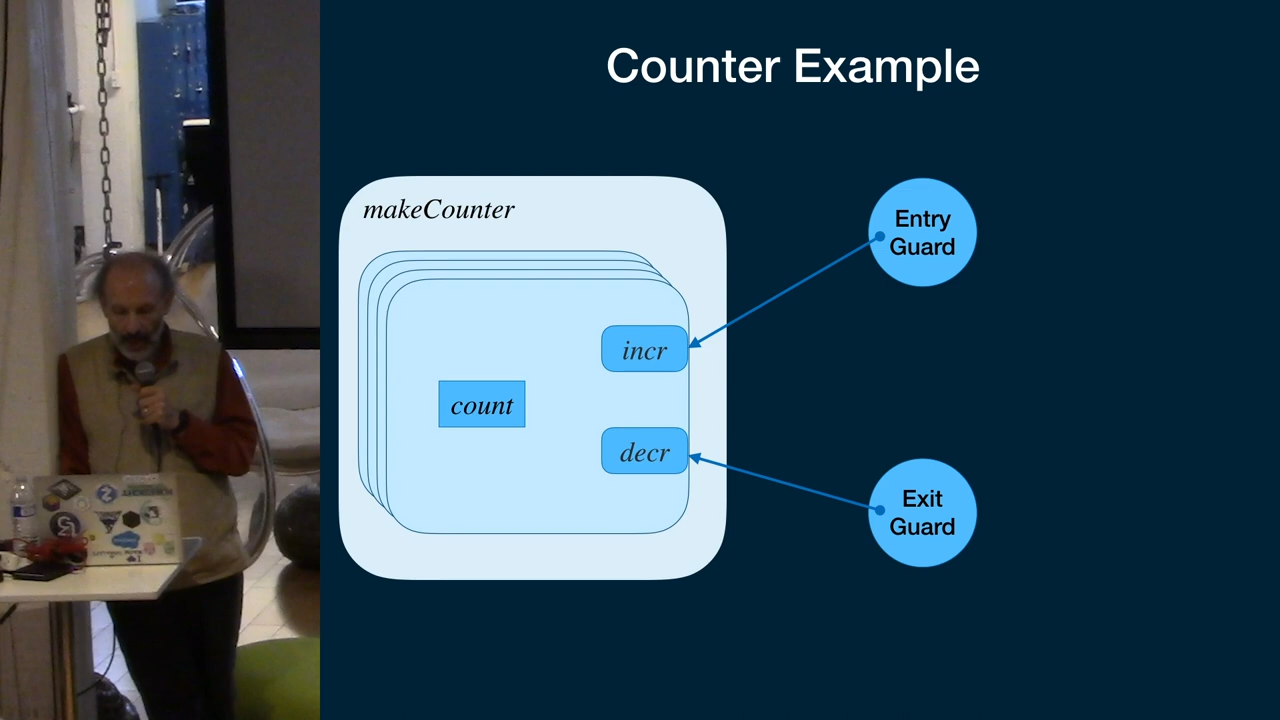 Counter Example
makeCounter
Entry
Guard
incr
count
decr
Exit
Guard